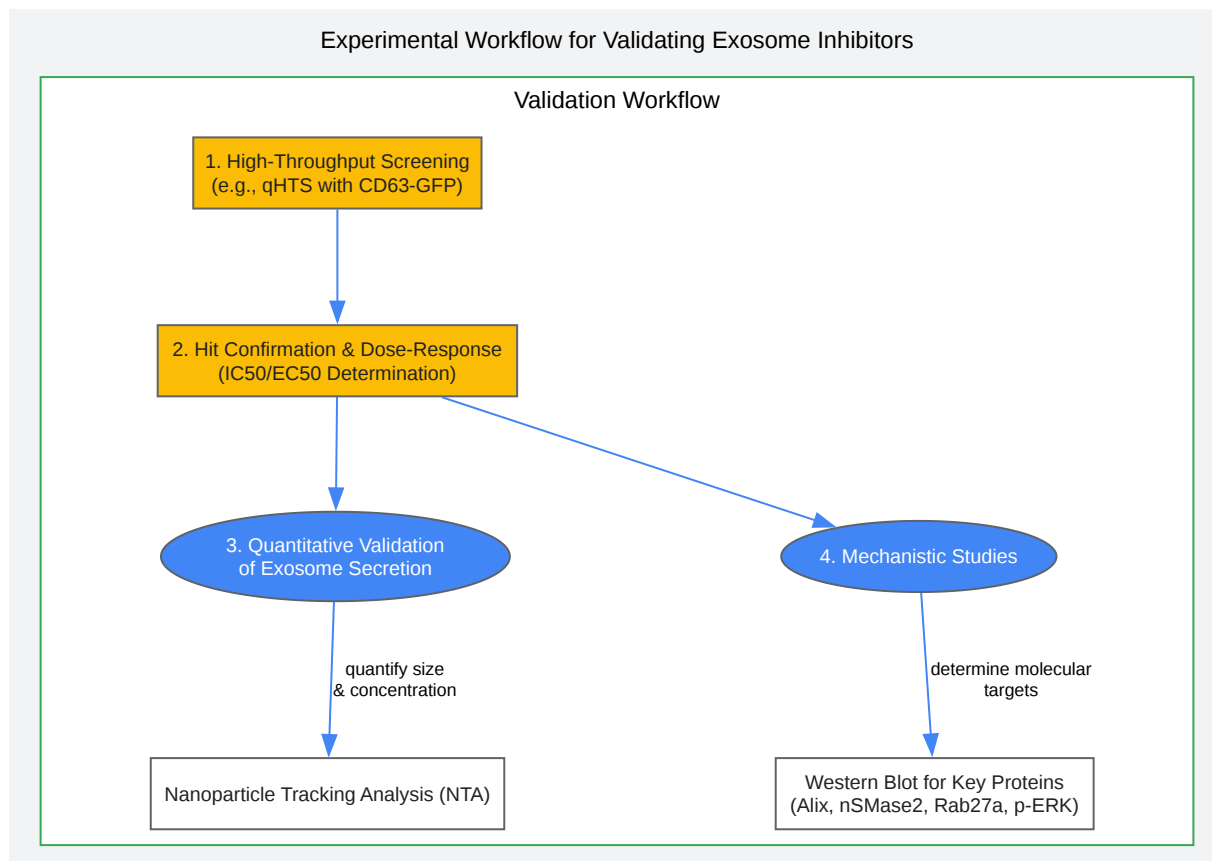 Experimental Workflow for Validating Exosome Inhibitors
Validation Workflow
1. High-Throughput Screening
(e.g., qHTS with CD63-GFP)
2. Hit Confirmation & Dose-Response
(IC50/EC50 Determination)
3. Quantitative Validation
of Exosome Secretion
4. Mechanistic Studies
quantify size
& concentration
determine molecular
targets
Nanoparticle Tracking Analysis (NTA)
Western Blot for Key Proteins
(Alix, nSMase2, Rab27a, p-ERK)